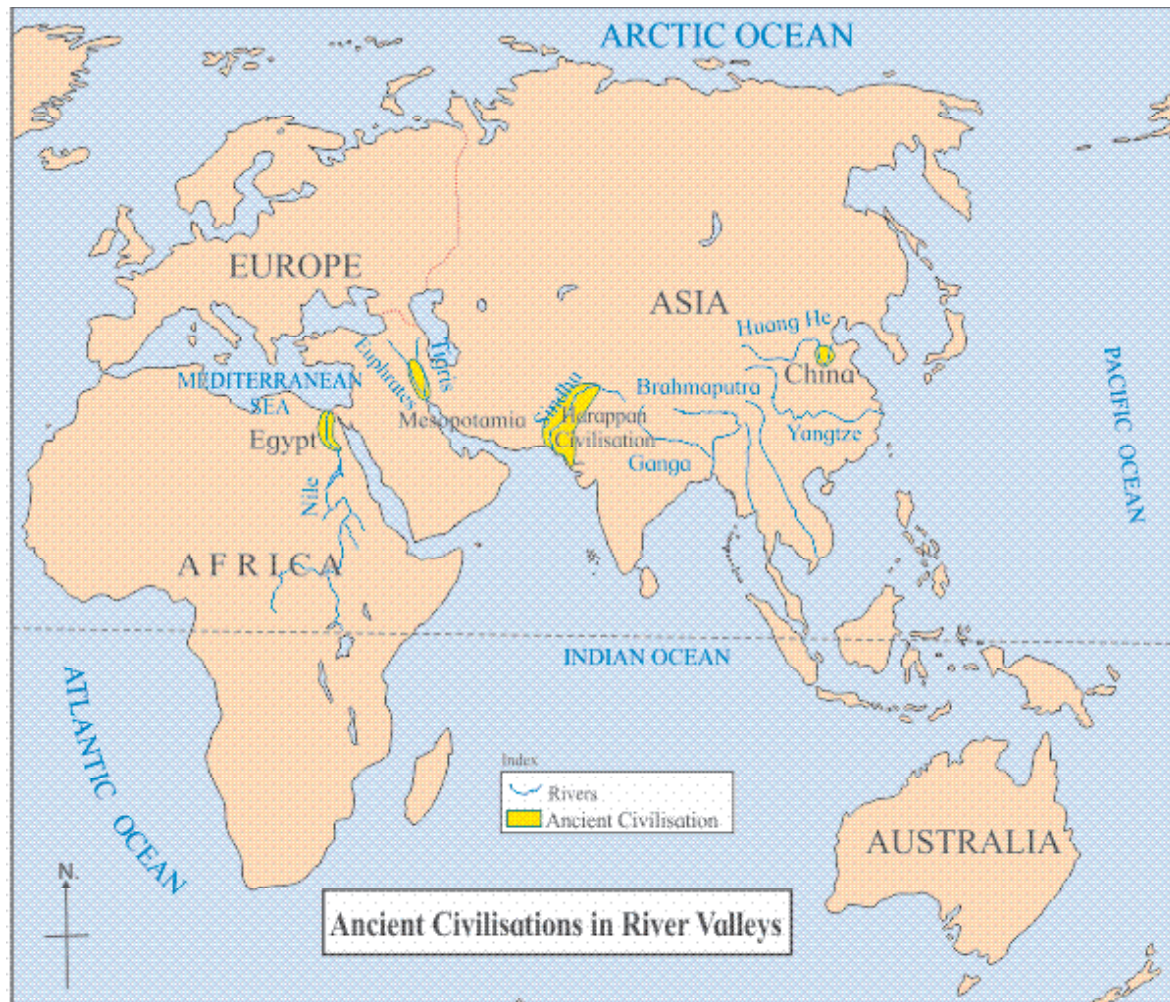 ARCTIC OCEAN
EUROPE
ASIA
Huang He
China
Tigris
Euphrates
MEDITERRANEAN
SEA
Mesopotamia
Sindhu
Harappan
Civilisation
Brahmaputra
Yangtze
Ganga
PACIFIC OCEAN
Egypt
Nile
AFRICA
INDIAN OCEAN
ATLANTIC OCEAN
Index
Rivers
Ancient Civilisation
AUSTRALIA
N.
Ancient Civilisations in River Valleys